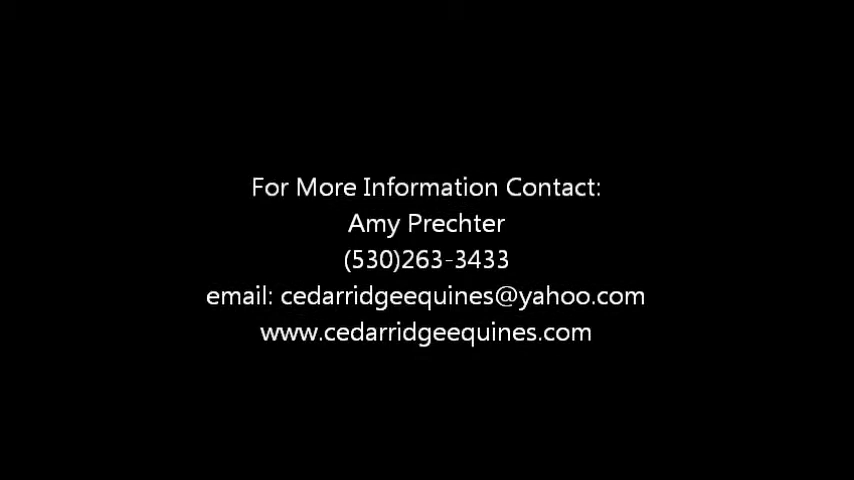 For More Information Contact:
Amy Prechter
(530)263-3433
email: cedarridgeequines@yahoo.com
www.cedarridgeequines.com